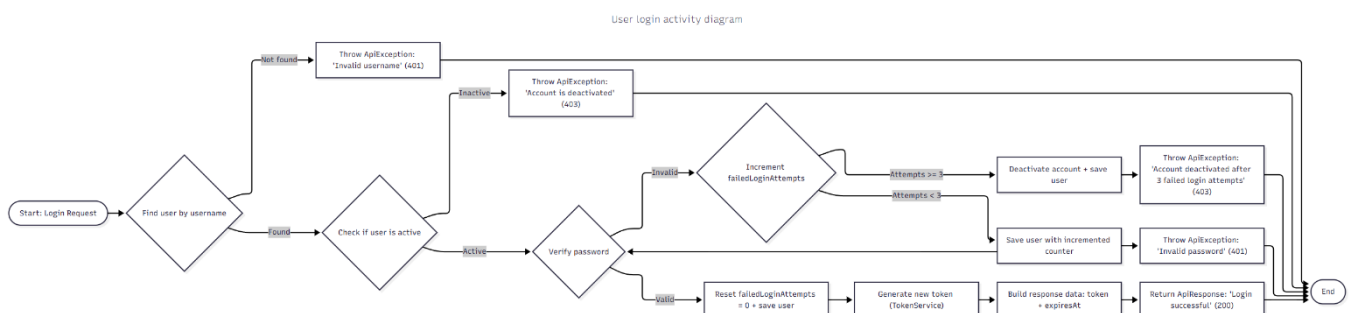 User login activity diagram
Not found
Throw ApiException:
'Invalid username' (401)
Inactive
Throw ApiException:
'Account is deactivated'
(403)
Increment
failedLoginAttempts
Invalid
Attempts >= 3
Deactivate account + save
user
Throw ApiException:
'Account deactivated after
3 failed login attempts'
(403)
Attempts < 3
Start: Login Request
Find user by username
Found
Check if user is active
Active
Verify password
Save user with incremented
counter
Throw ApiException:
'Invalid password' (401)
Valid
Reset failedLoginAttempts
= 0 + save user
Generate new token
(TokenService)
Build response data: token
+ expiresAt
Return ApiResponse: 'Login
successful' (200)
End